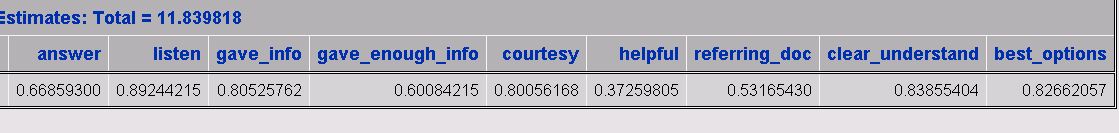 Estimates: Total = 11.839818
answer listen gave_info gave_enough_info courtesy helpful referring_doc clear_understand best_options
0.66859300 0.89244215 0.80525762 0.60084215 0.80056168 0.37259805 0.53165430 0.83855404 0.82662057